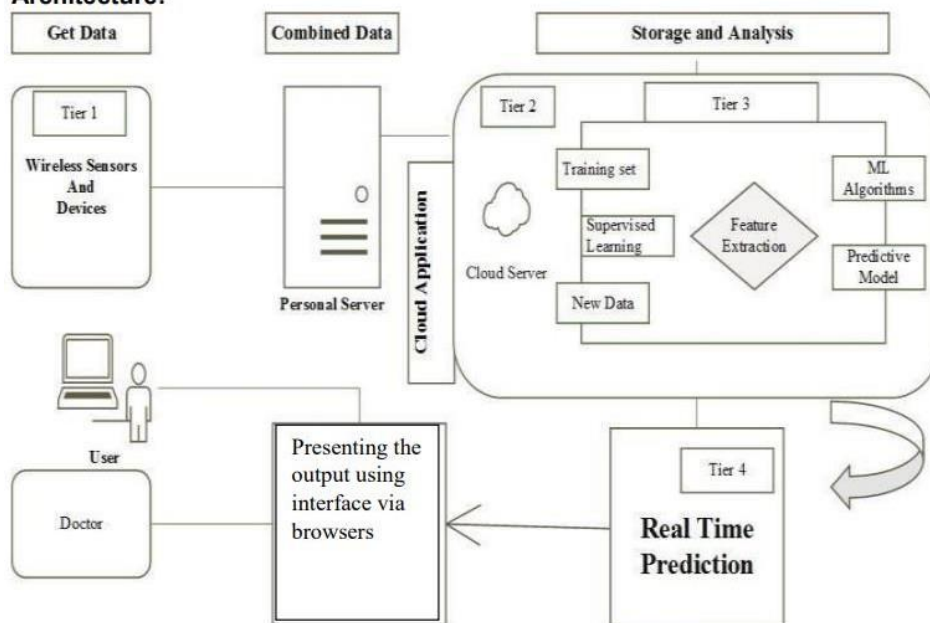 Architecture:
Get Data
Combined Data
Storage and Analysis
Tier 1
Wireless Sensors
And
Devices
Personal Server
Cloud Application
Tier 2
Cloud Server
Tier 3
Training set
Supervised
Learning
New Data
Feature
Extraction
ML
Algorithms
Predictive
Model
User
Doctor
Presenting the
output using
interface via
browsers
Tier 4
Real Time
Prediction